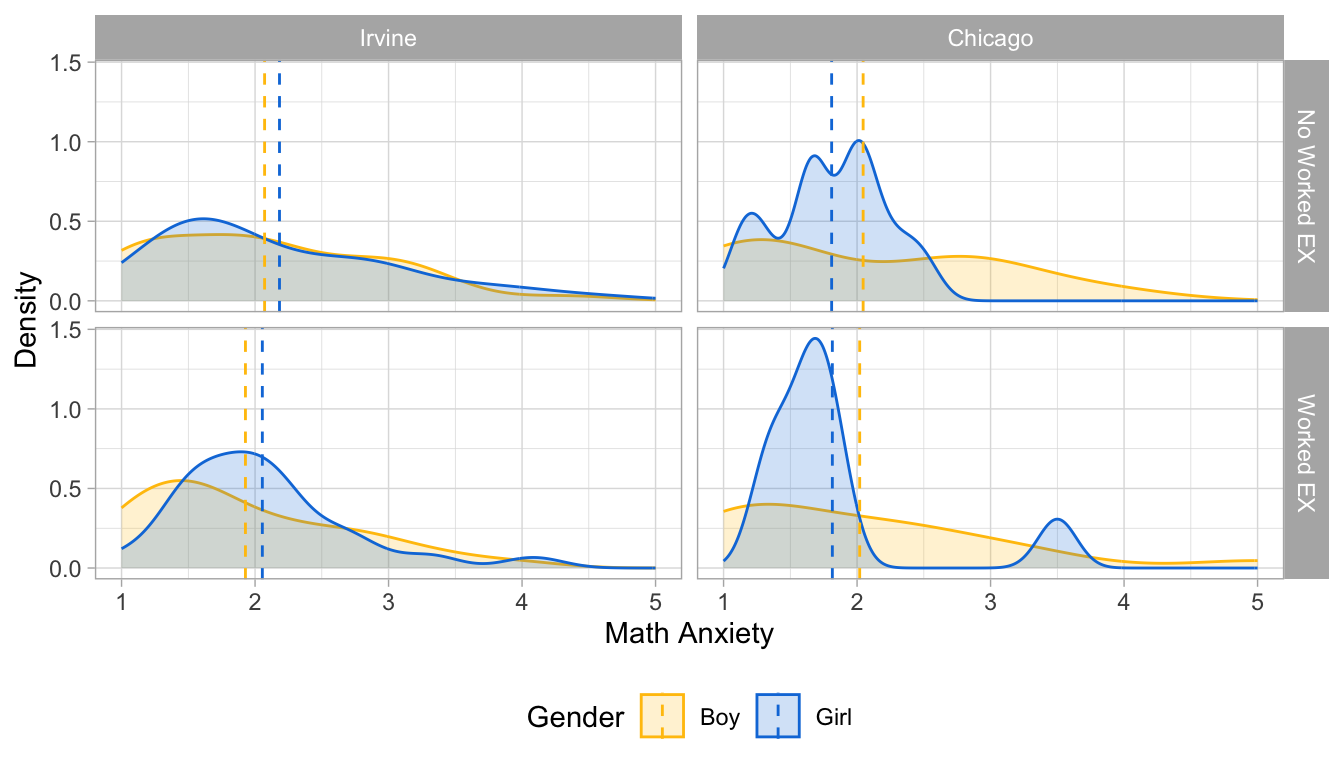 Irvine
Chicago
1.5
1.0
0.5
0.0
No Worked EX
1.5
1.0
0.5
0.0
Worked EX
Density
1 2 3 4 5
1 2 3 4 5
Math Anxiety
Gender Boy Girl